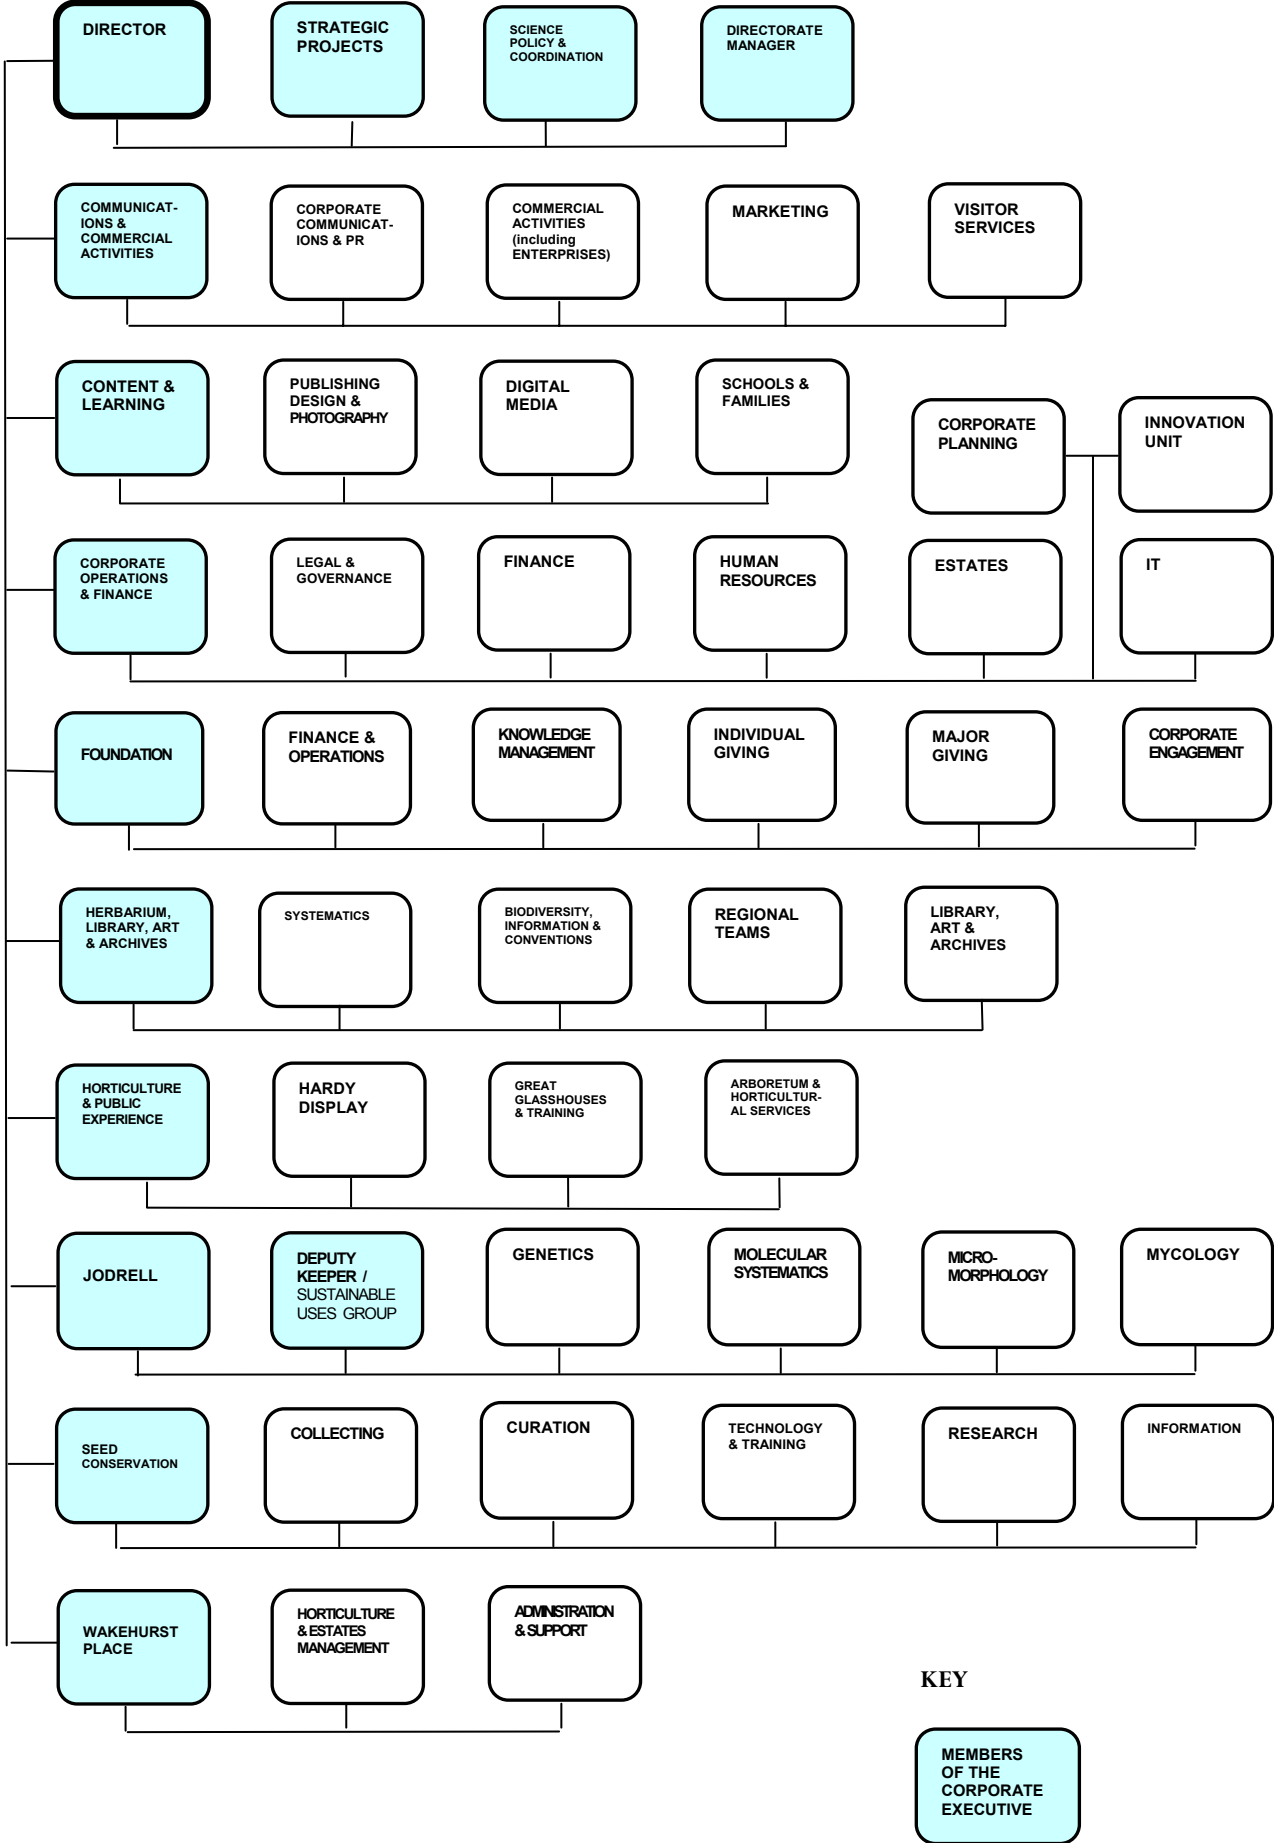 DIRECTOR
STRATEGIC
PROJECTS
SCIENCE
POLICY &
COORDINATION
DIRECTORATE
MANAGER
COMMUNICAT-
IONS &
COMMERCIAL
ACTIVITIES
CORPORATE
COMMUNICAT-
IONS & PR
COMMERCIAL
ACTIVITIES
(including
ENTERPRISES)
MARKETING
VISITOR
SERVICES
CONTENT &
LEARNING
PUBLISHING
DESIGN &
PHOTOGRAPHY
DIGITAL
MEDIA
SCHOOLS &
FAMILIES
CORPORATE
PLANNING
INNOVATION
UNIT
CORPORATE
OPERATIONS
& FINANCE
LEGAL &
GOVERNANCE
FINANCE
HUMAN
RESOURCES
ESTATES
IT
FOUNDATION
FINANCE &
OPERATIONS
KNOWLEDGE
MANAGEMENT
INDIVIDUAL
GIVING
MAJOR
GIVING
CORPORATE
ENGAGEMENT
HERBARIUM,
LIBRARY, ART
& ARCHIVES
SYSTEMATICS
BIODIVERSITY,
INFORMATION &
CONVENTIONS
REGIONAL
TEAMS
LIBRARY,
ART &
ARCHIVES
HORTICULTURE
& PUBLIC
EXPERIENCE
HARDY
DISPLAY
GREAT
GLASSHOUSES
& TRAINING
ARBORETUM &
HORTICULTUR-
AL SERVICES
JODRELL
DEPUTY
KEEPER /
SUSTAINABLE
USES GROUP
GENETICS
MOLECULAR
SYSTEMATICS
MICRO-
MORPHOLOGY
MYCOLOGY
SEED
CONSERVATION
COLLECTING
CURATION
TECHNOLOGY
& TRAINING
RESEARCH
INFORMATION
WAKEHURST
PLACE
HORTICULTURE
& ESTATES
MANAGEMENT
ADMINISTRATION
& SUPPORT
KEY
MEMBERS
OF THE
CORPORATE
EXECUTIVE